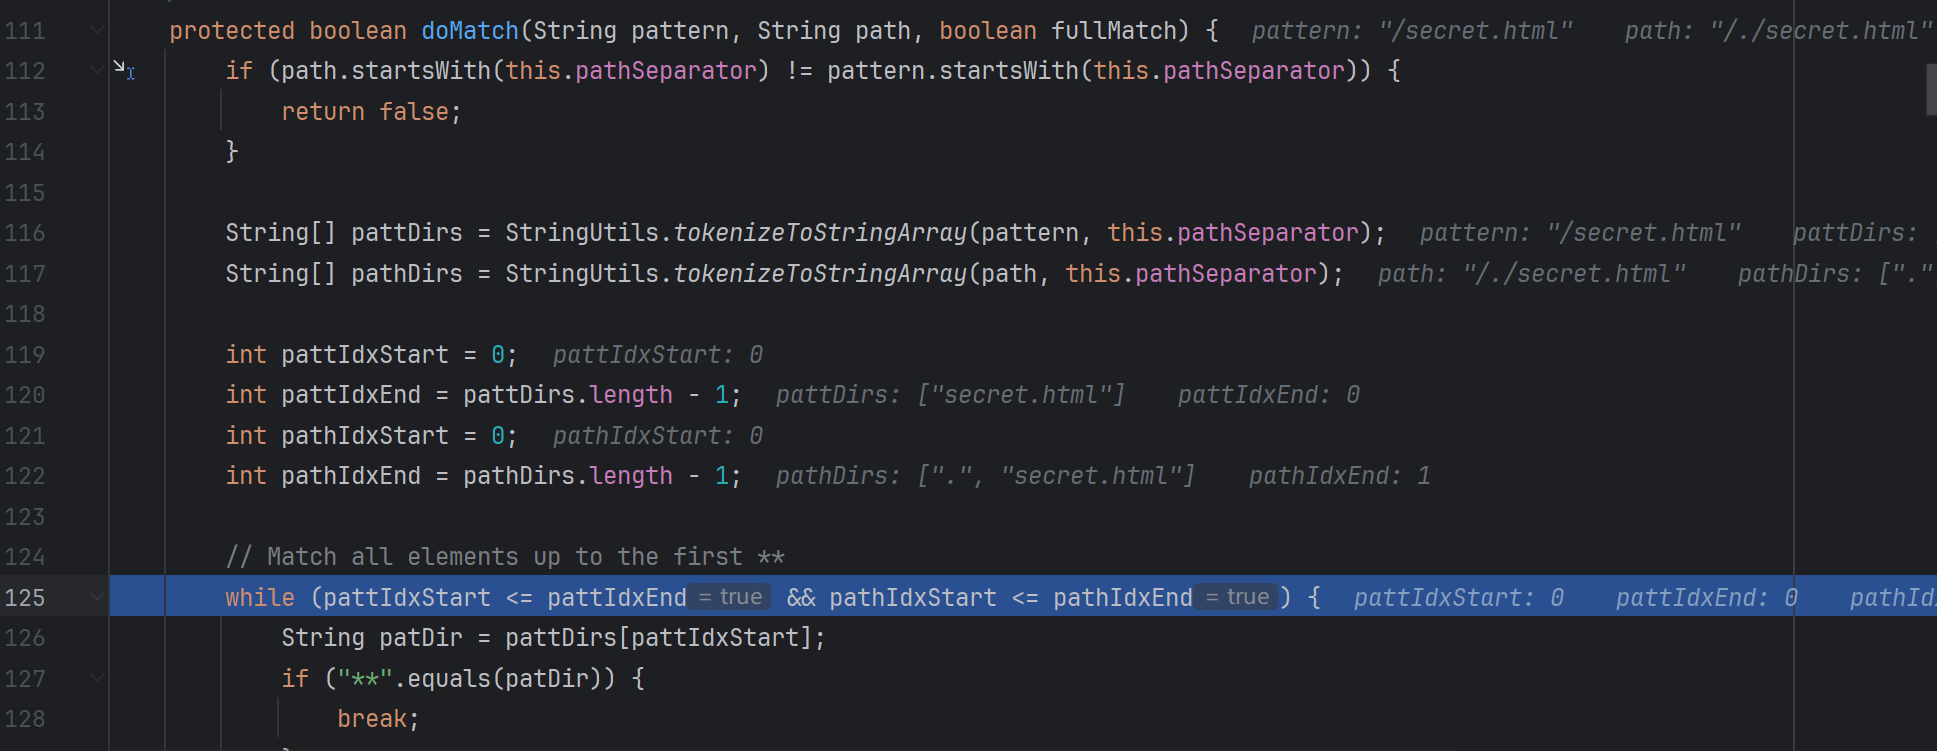 111 protected boolean doMatch(String pattern, String path, boolean fullMatch) { pattern: "/secret.html" path: "/./secret.html"
112 if (path.startsWith(this.pathSeparator) != pattern.startsWith(this.pathSeparator)) {
113 return false;
114 }
115
116 String[] pattDirs = StringUtils.tokenizeToStringArray(pattern, this.pathSeparator); pattern: "/secret.html" pattDirs:
117 String[] pathDirs = StringUtils.tokenizeToStringArray(path, this.pathSeparator); path: "/./secret.html" pathDirs: ["."
118
119 int pattIdxStart = 0; pattIdxStart: 0
120 int pattIdxEnd = pattDirs.length - 1; pattDirs: ["secret.html"] pattIdxEnd: 0
121 int pathIdxStart = 0; pathIdxStart: 0
122 int pathIdxEnd = pathDirs.length - 1; pathDirs: [".", "secret.html"] pathIdxEnd: 1
123
124 // Match all elements up to the first **
125 while (pattIdxStart <= pattIdxEnd = true && pathIdxStart <= pathIdxEnd = true ) { pattIdxStart: 0 pattIdxEnd: 0
126 String patDir = pattDirs[pattIdxStart];
127 if ("**".equals(patDir)) {
128 break;